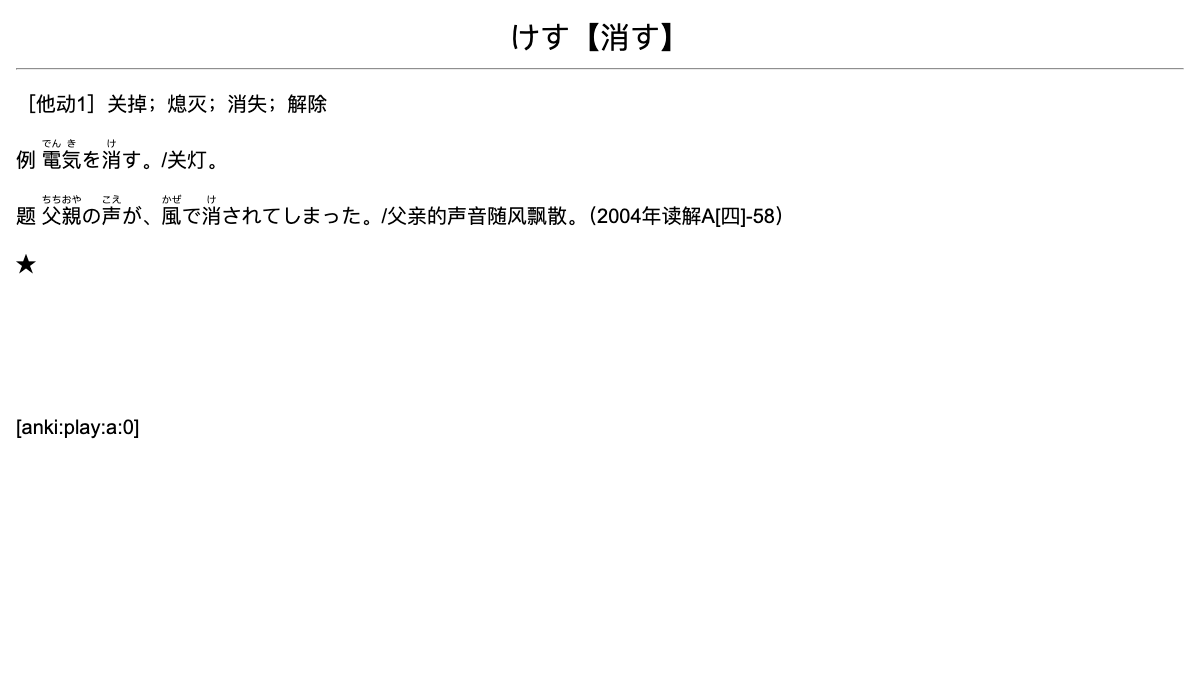 けす【消す】
［他动1］关掉；熄灭；消失；解除
でん き け
例 電気を消す。/关灯。
ちちおや こえ かぜ け
题 父親の声が、風で消されてしまった。/父亲的声音随风飘散。（2004年读解A[四]-58）
★
[anki:play:a:0]